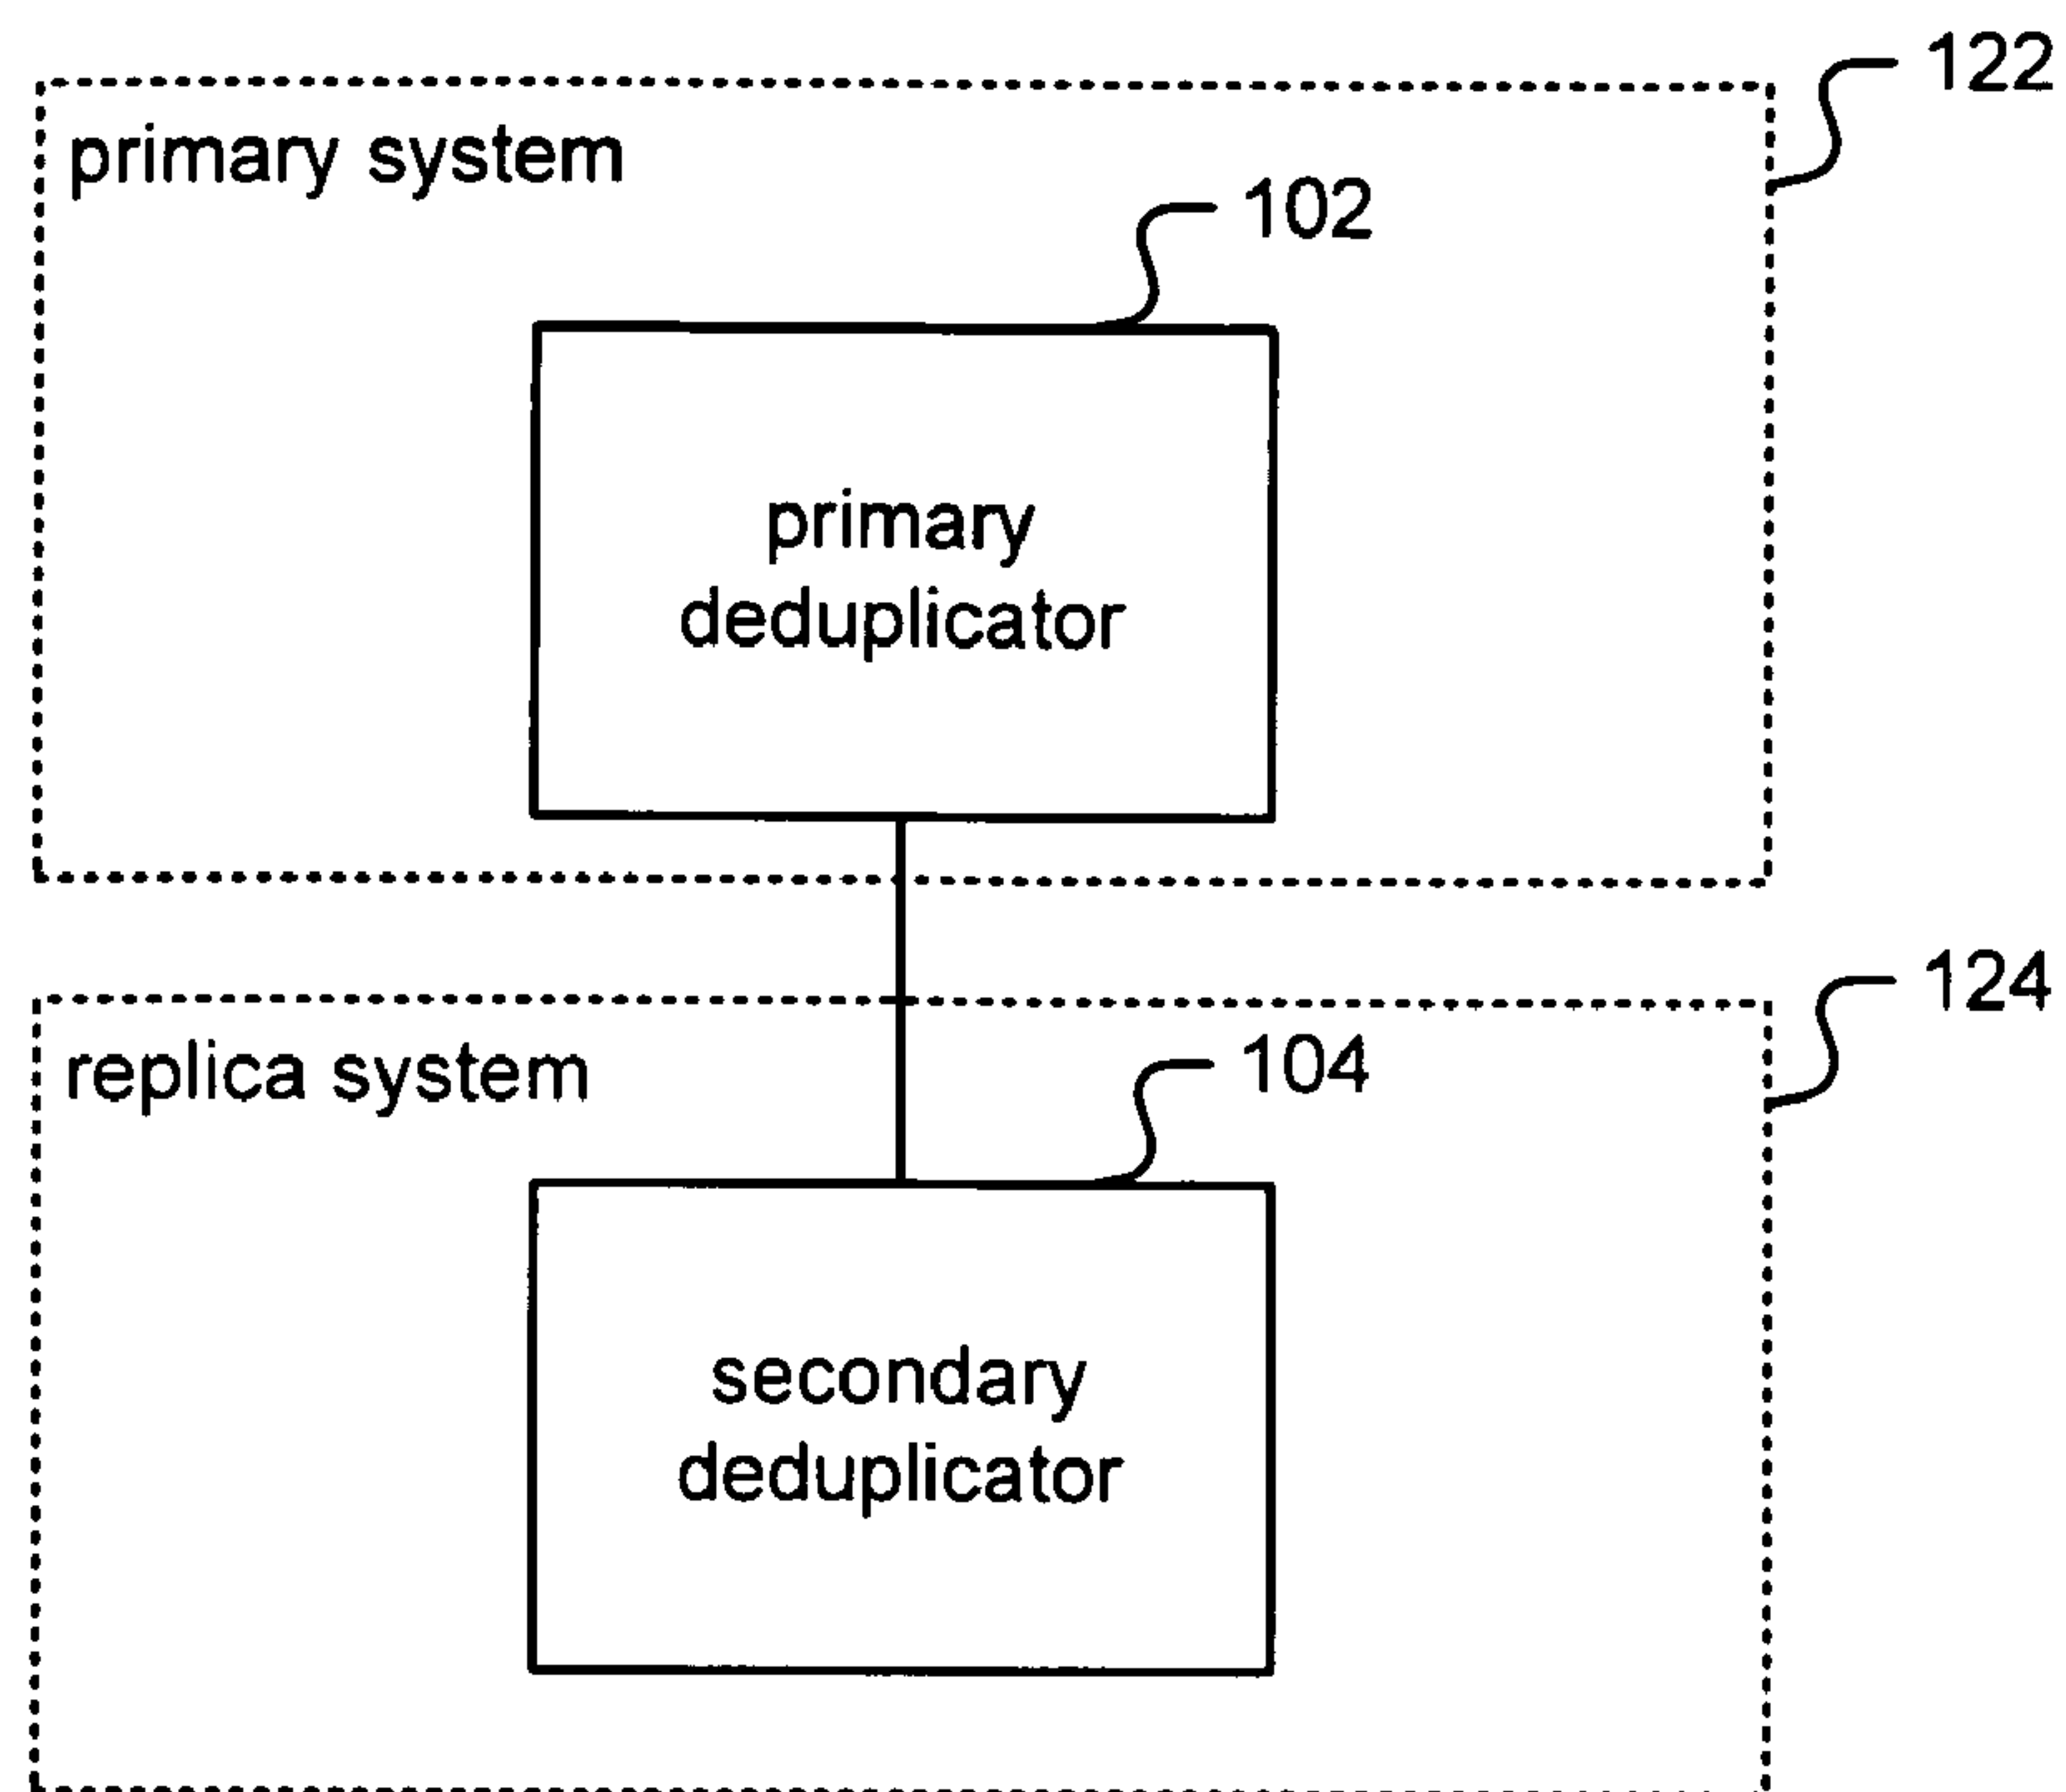 122
primary system
102
primary
deduplicator
124
replica system
104
secondary
deduplicator